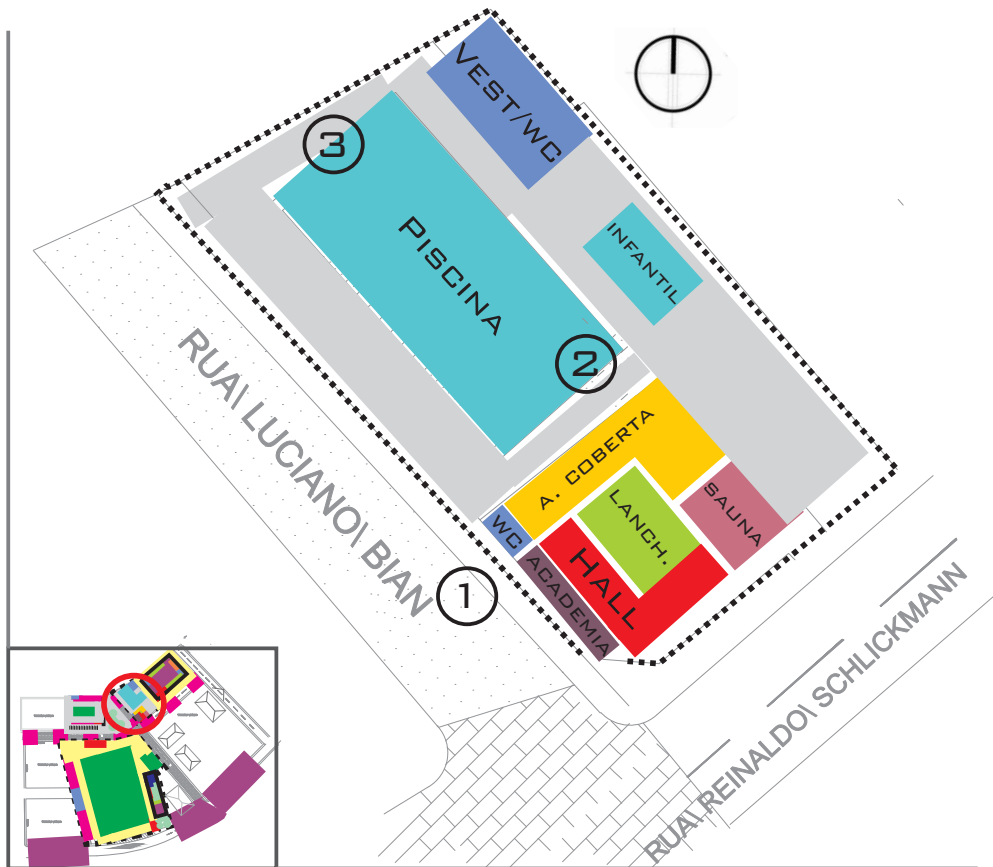 VEST/WC
3
PISCINA
INFANTIL
2
RUA\ LUCIANO\ BIAN
A. COBERTA
LANCH.
SAUNA
WC
HALL
ACADEMIA
1
RUA\ REINALDO\ SCHLICKMANN